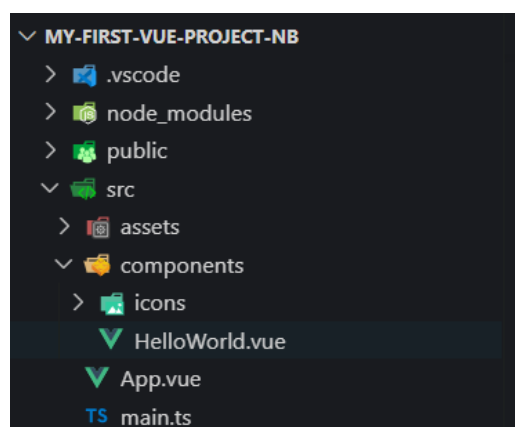 MY-FIRST-VUE-PROJECT-NB
.vscode
node_modules
public
src
assets
components
icons
HelloWorld.vue
App.vue
TS main.ts